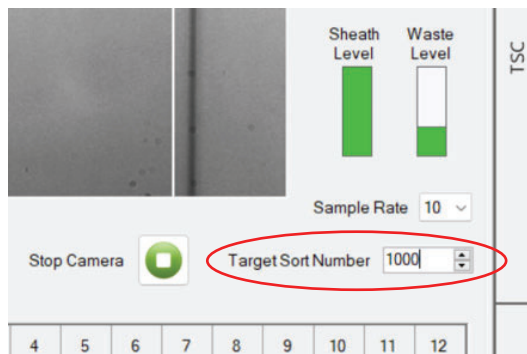 Sheath Level
Waste Level
TSC
Sample Rate 10
Stop Camera
Target Sort Number 1000
4 5 6 7 8 9 10 11 12